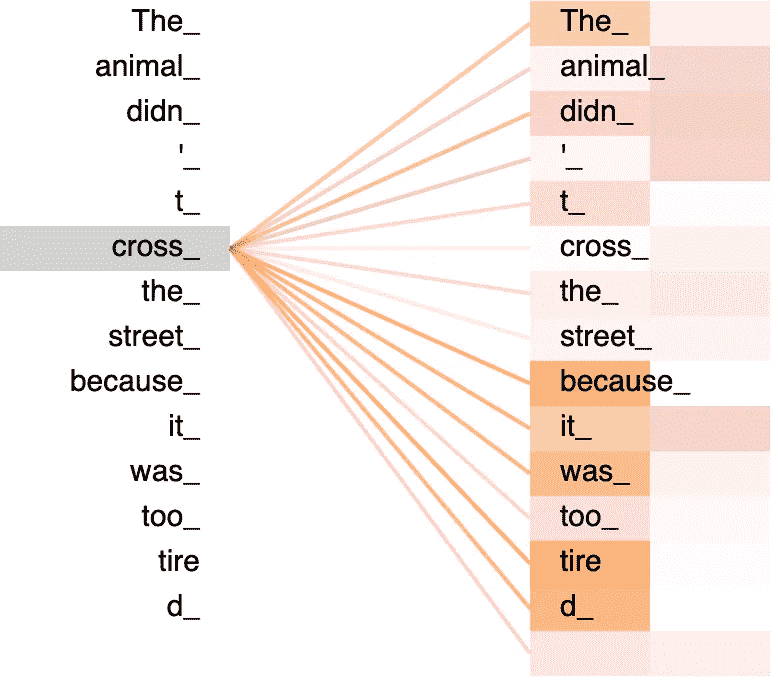 The_ The_
animal_ animal_
didn_ didn_
'_ '_
t_ t_
cross_ cross_
the_ the_
street_ street_
because_ because_
it_ it_
was_ was_
too_ too_
tire tire
d_ d_